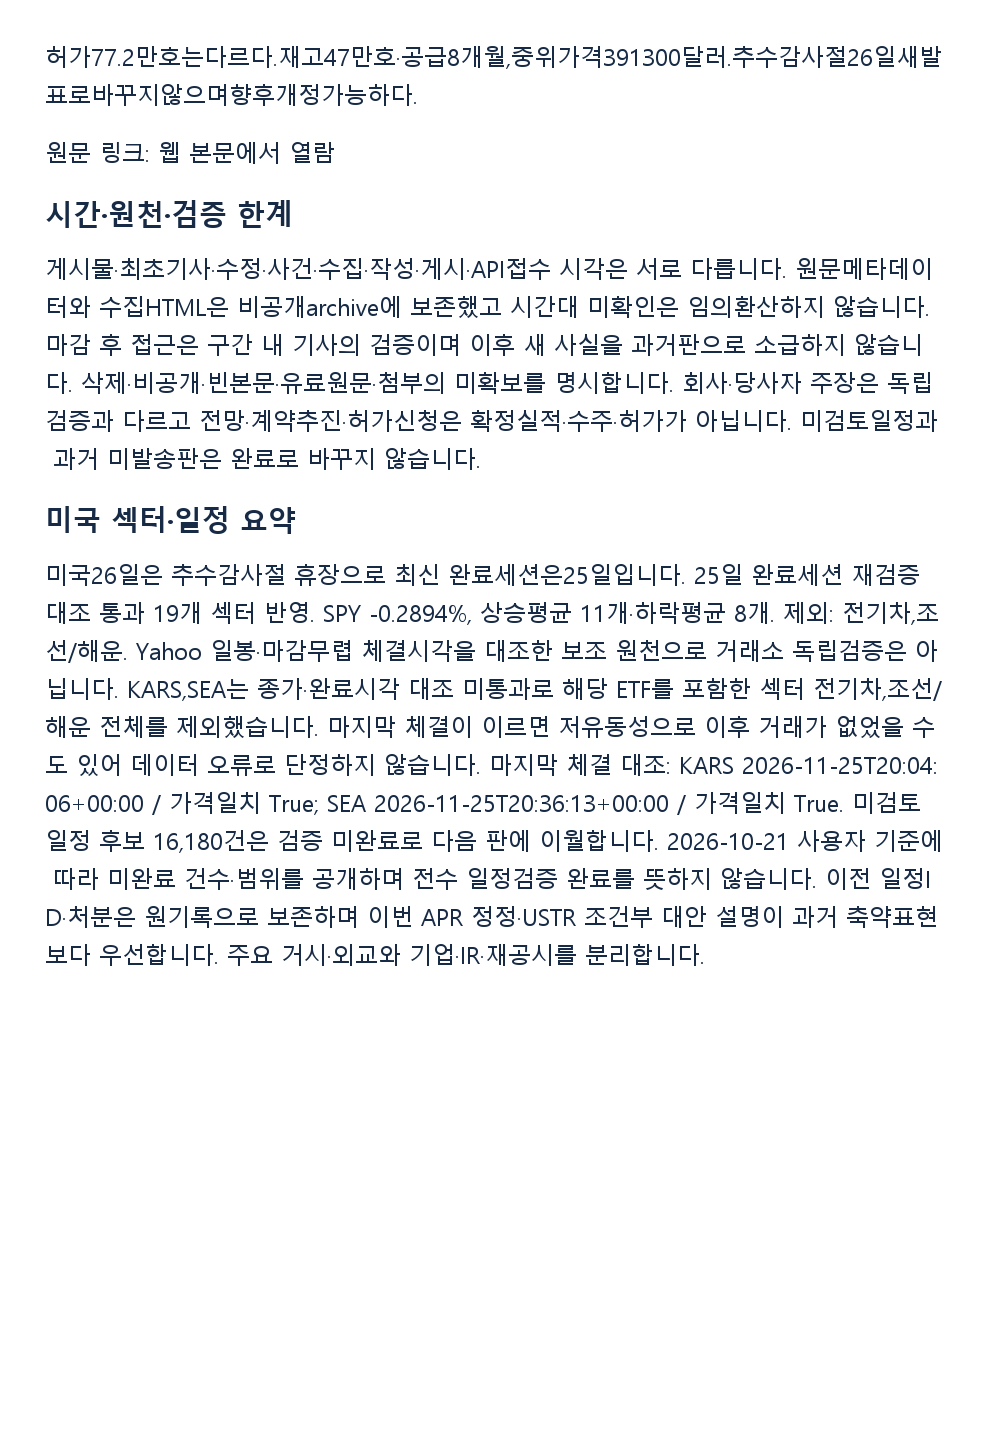 허가77.2만호는다르다.재고47만호·공급8개월,중위가격391300달러.추수감사절26일새발
표로바꾸지않으며향후개정가능하다.
원문 링크: 웹 본문에서 열람
시간·원천·검증 한계
게시물·최초기사·수정·사건·수집·작성·게시·API접수 시각은 서로 다릅니다. 원문메타데이
터와 수집HTML은 비공개archive에 보존했고 시간대 미확인은 임의환산하지 않습니다.
마감 후 접근은 구간 내 기사의 검증이며 이후 새 사실을 과거판으로 소급하지 않습니
다. 삭제·비공개·빈본문·유료원문·첨부의 미확보를 명시합니다. 회사·당사자 주장은 독립
검증과 다르고 전망·계약추진·허가신청은 확정실적·수주·허가가 아닙니다. 미검토일정과
과거 미발송판은 완료로 바꾸지 않습니다.
미국 섹터·일정 요약
미국26일은 추수감사절 휴장으로 최신 완료세션은25일입니다. 25일 완료세션 재검증
대조 통과 19개 섹터 반영. SPY -0.2894%, 상승평균 11개·하락평균 8개. 제외: 전기차,조
선/해운. Yahoo 일봉·마감무렵 체결시각을 대조한 보조 원천으로 거래소 독립검증은 아
닙니다. KARS,SEA는 종가·완료시각 대조 미통과로 해당 ETF를 포함한 섹터 전기차,조선/
해운 전체를 제외했습니다. 마지막 체결이 이르면 저유동성으로 이후 거래가 없었을 수
도 있어 데이터 오류로 단정하지 않습니다. 마지막 체결 대조: KARS 2026-11-25T20:04:
06+00:00 / 가격일치 True; SEA 2026-11-25T20:36:13+00:00 / 가격일치 True. 미검토
일정 후보 16,180건은 검증 미완료로 다음 판에 이월합니다. 2026-10-21 사용자 기준에
따라 미완료 건수·범위를 공개하며 전수 일정검증 완료를 뜻하지 않습니다. 이전 일정I
D·처분은 원기록으로 보존하며 이번 APR 정정·USTR 조건부 대안 설명이 과거 축약표현
보다 우선합니다. 주요 거시·외교와 기업·IR·재공시를 분리합니다.